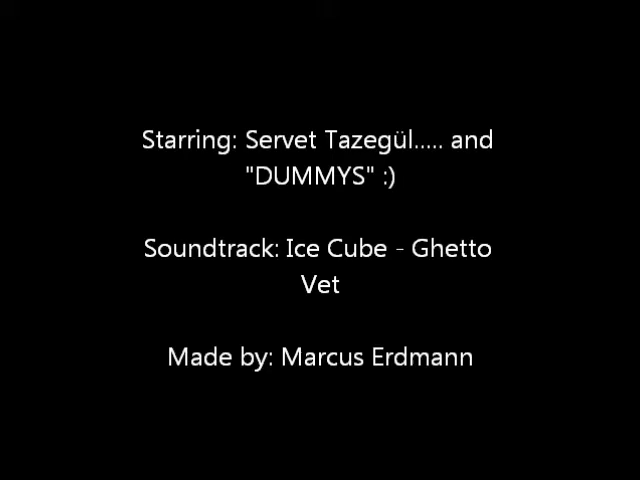 Starring: Servet Tazegül..... and
"DUMMYS" :)
Soundtrack: Ice Cube - Ghetto
Vet
Made by: Marcus Erdmann